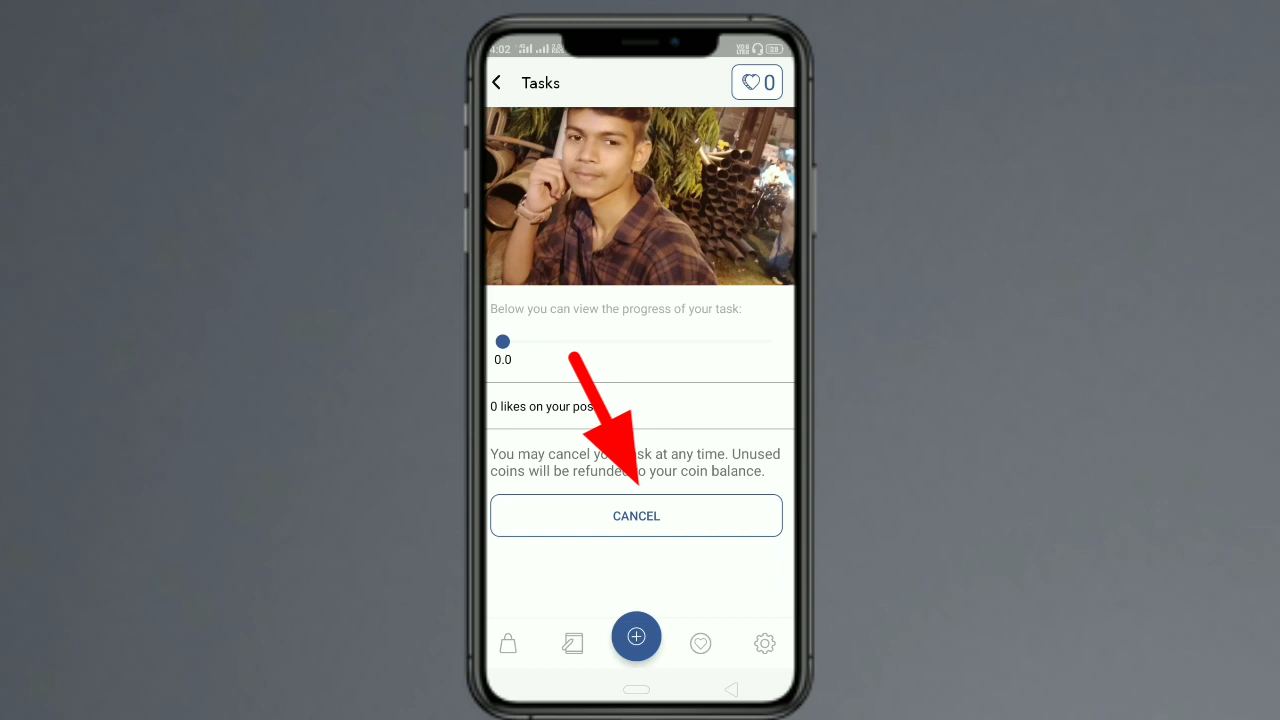 4:02
Tasks
0
Below you can view the progress of your task:
0.0
0 likes on your pos
You may cancel yo sk at any time. Unused
coins will be refunde o your coin balance.
CANCEL